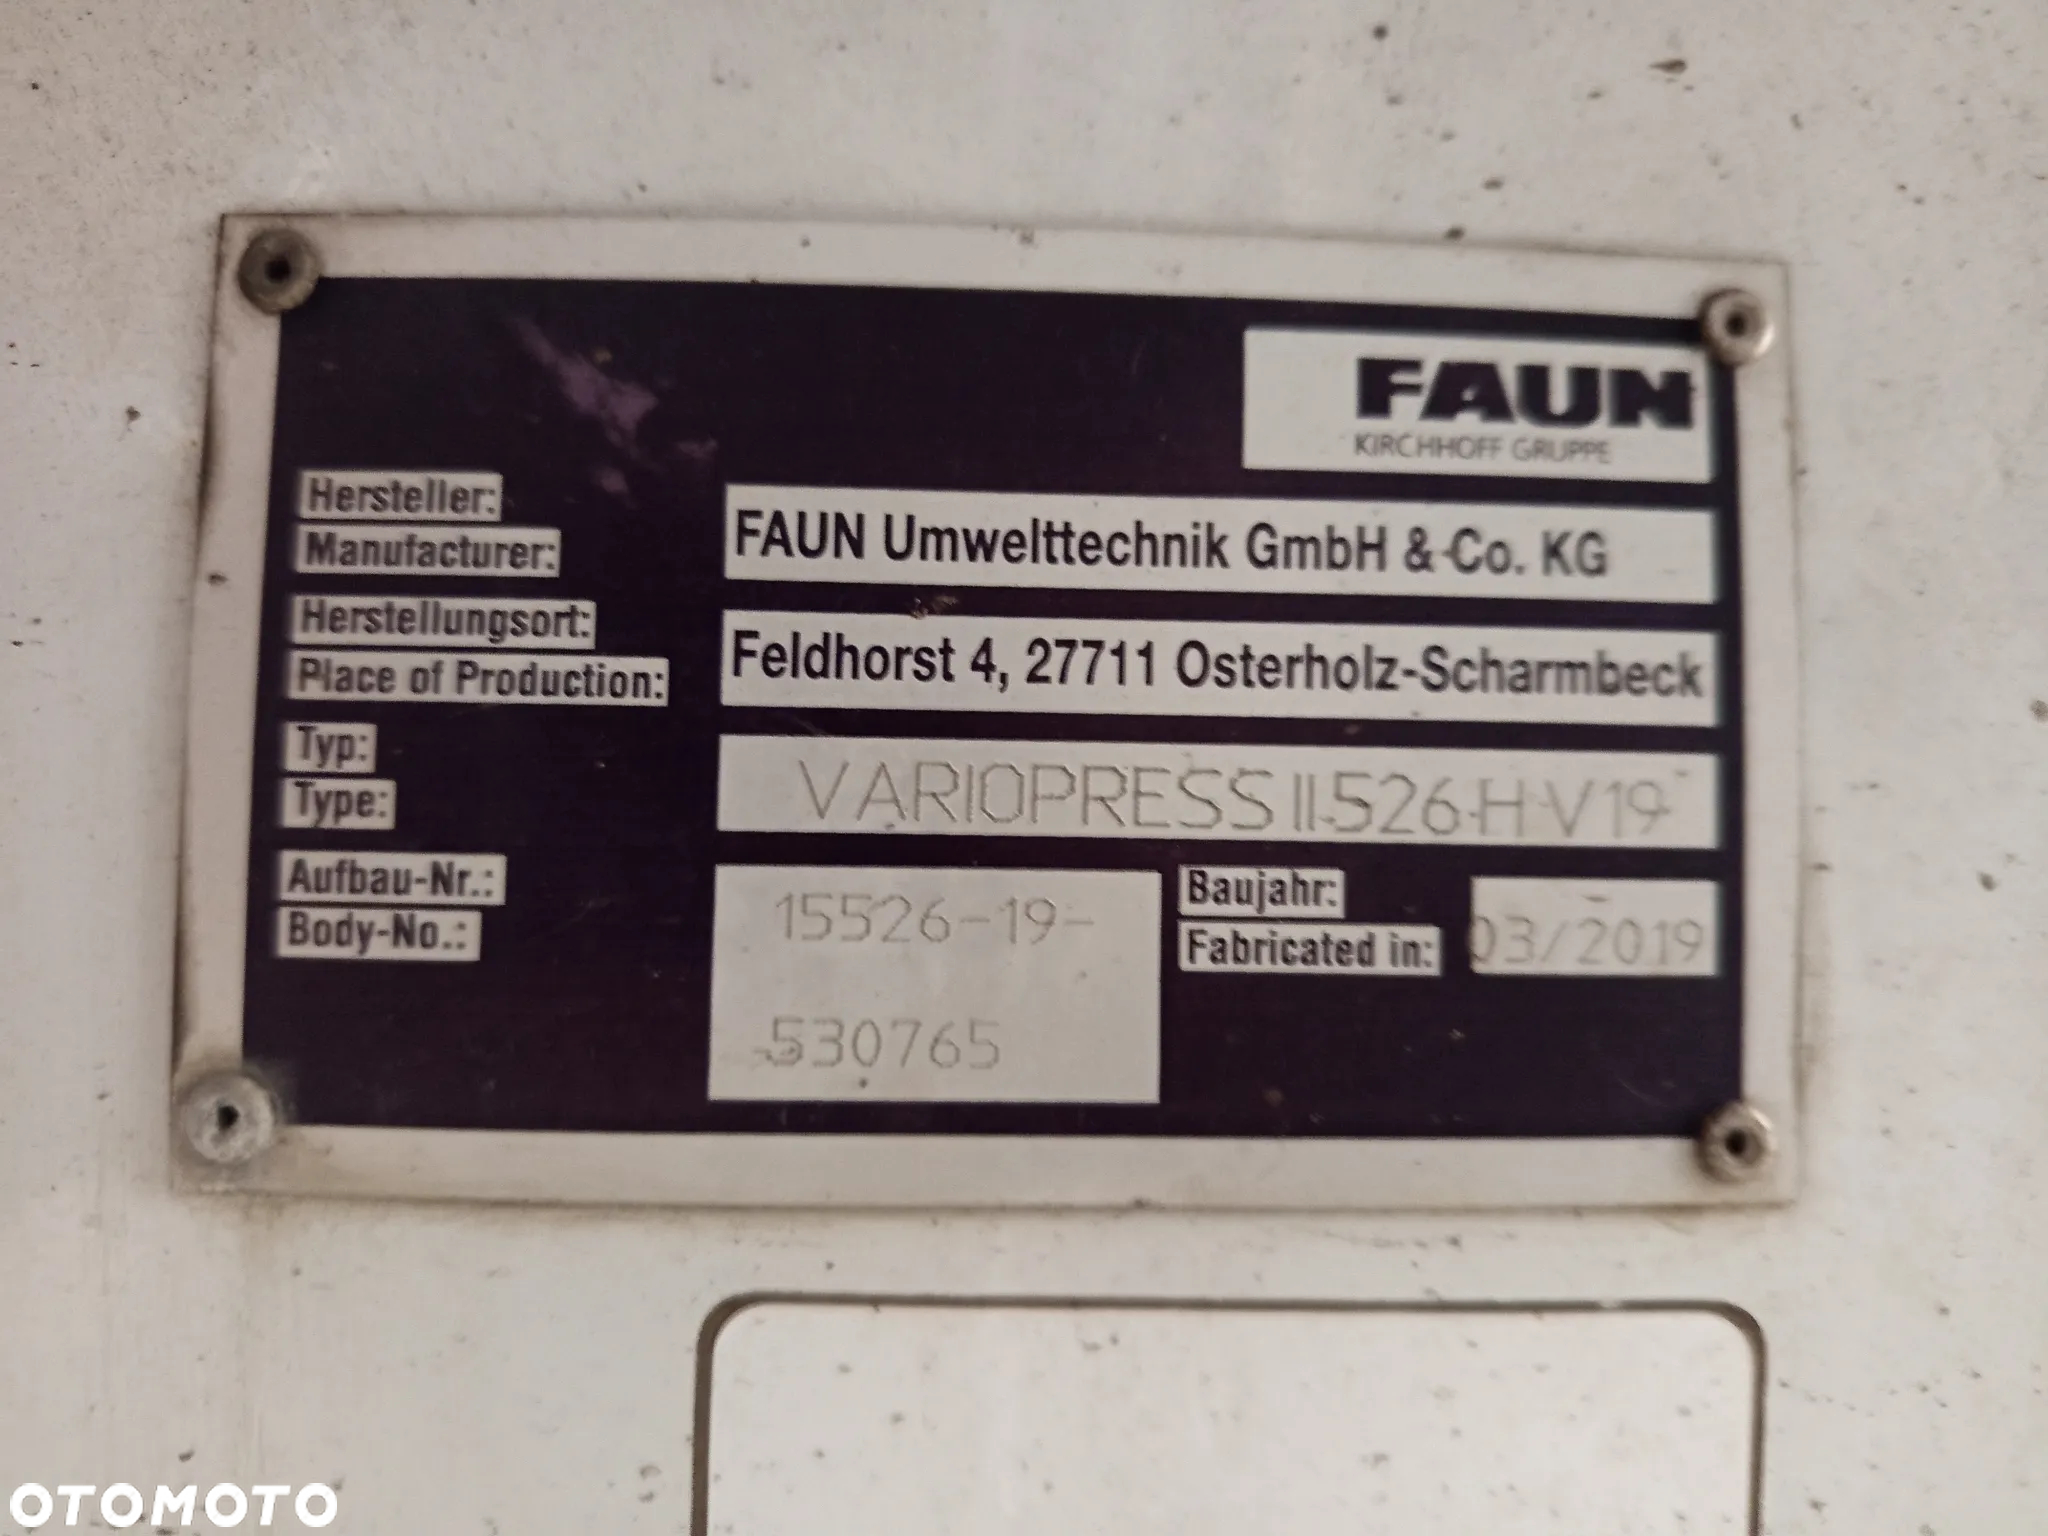 FAUN
KIRCHHOFF GRUPPE
Hersteller:
Manufacturer:
FAUN Umwelttechnik GmbH & Co. KG
Herstellungsort:
Place of Production:
Feldhorst 4, 27711 Osterholz-Scharmbeck
Typ:
Type:
VARIOPRESS II 526 H V19
Aufbau-Nr.:
Body-No.:
15526-19-
530765
Baujahr:
Fabricated in:
03/2019
OTOMOTO